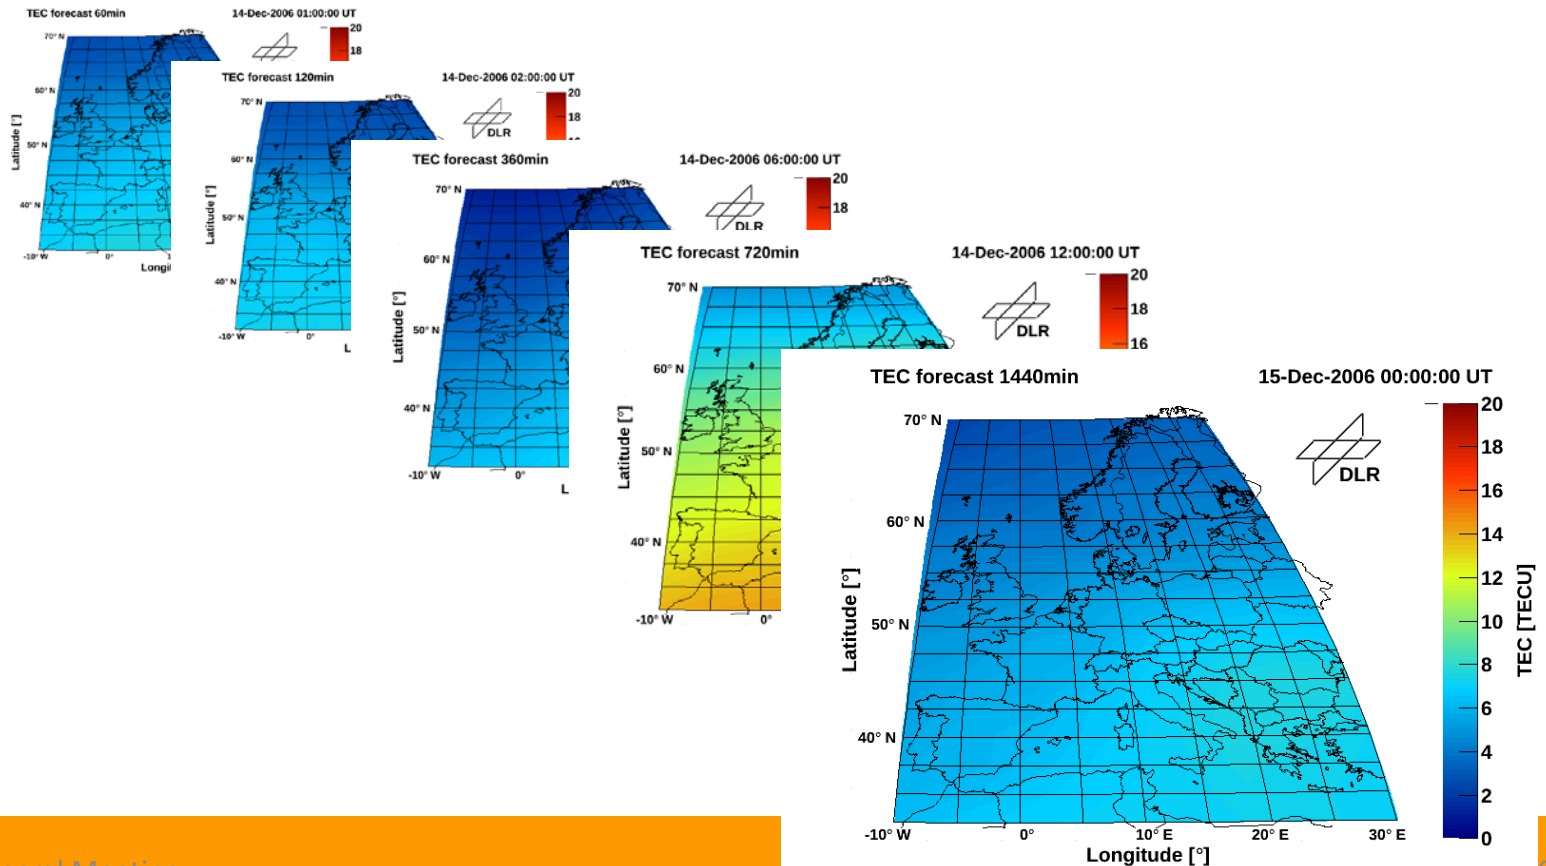 TEC forecast 60min
14-Dec-2006 01:00:00 UT
20
18
70° N
60° N
50° N
40° N
Latitude [°]
-10° W 0°
Longi
TEC forecast 120min
14-Dec-2006 02:00:00 UT
DLR
20
18
16
70° N
60° N
50° N
40° N
Latitude [°]
-10° W 0°
L
TEC forecast 360min
14-Dec-2006 06:00:00 UT
DLR
20
18
70° N
60° N
50° N
40° N
Latitude [°]
-10° W 0°
L
TEC forecast 720min
14-Dec-2006 12:00:00 UT
DLR
20
18
16
70° N
60° N
50° N
40° N
Latitude [°]
-10° W 0°
TEC forecast 1440min
15-Dec-2006 00:00:00 UT
DLR
20
18
16
14
12
10
8
6
4
2
0
TEC [TECU]
70° N
60° N
50° N
40° N
Latitude [°]
-10° W 0° 10° E 20° E 30° E
Longitude [°]